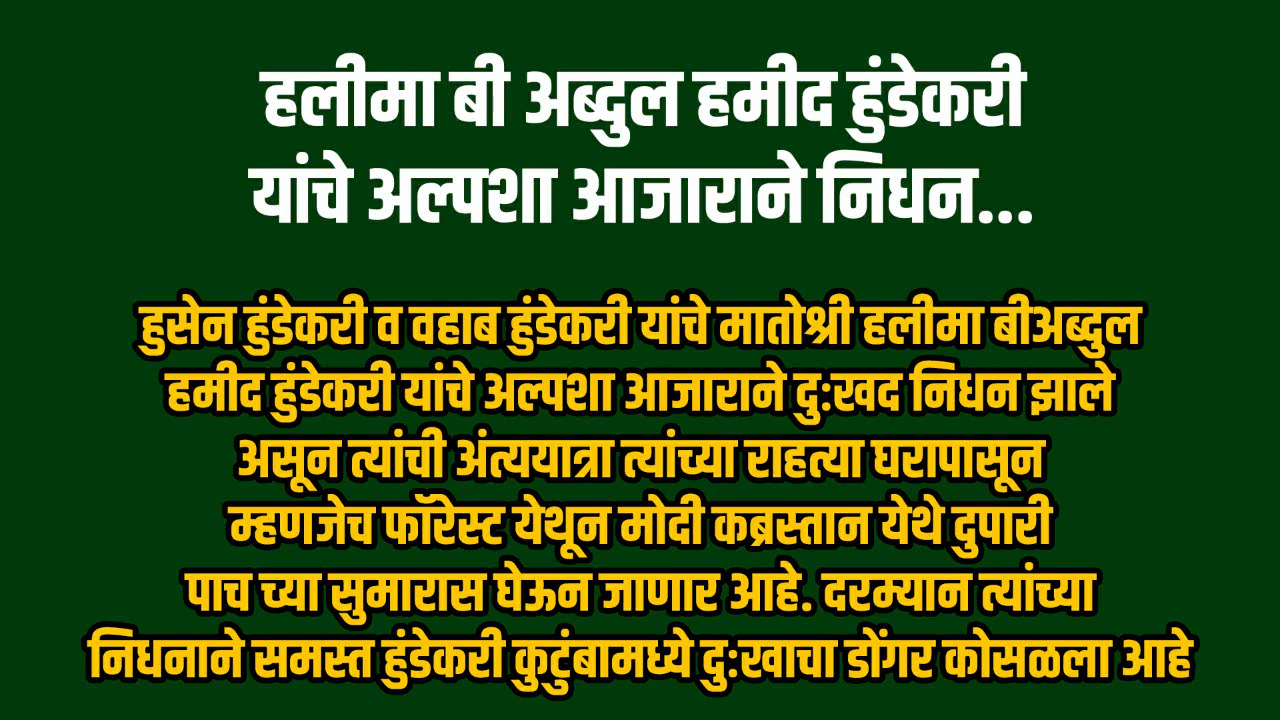 हलीमा बी अब्दुल हमीद हुंडेकरी
यांचे अल्पशा आजाराने निधन...
हुसेन हुंडेकरी व वहाब हुंडेकरी यांचे मातोश्री हलीमा बीअब्दुल
हमीद हुंडेकरी यांचे अल्पशा आजाराने दु:खद निधन झाले
असून त्यांची अंत्ययात्रा त्यांच्या राहत्या घरापासून
म्हणजेच फॉरेस्ट येथून मोदी कब्रस्तान येथे दुपारी
पाच च्या सुमारास घेऊन जाणार आहे. दरम्यान त्यांच्या
निधनाने समस्त हुंडेकरी कुटुंबामध्ये दु:खाचा डोंगर कोसळला आहे